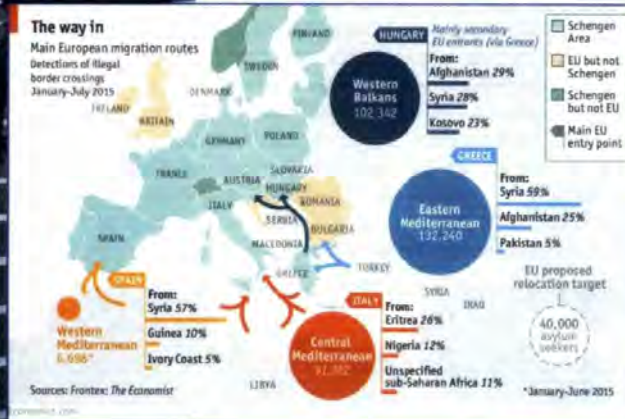 The way in
Main European migration routes
Detections of illegal
border crossings
January-July 2015
HUNGARY
Mainly secondary
EU entrants (via Greece)
From:
Afghanistan 29%
Syria 28%
Kosovo 23%
Western
Balkans
102,342
Schengen
Area
EU but not
Schengen
Schengen
but not EU
Main EU
entry point
FINLAND
SWEDEN
DENMARK
IRELAND
BRITAIN
GERMANY
POLAND
SLOVAKIA
FRANCE
AUSTRIA
HUNGARY
ITALY
ROMANIA
SERBIA
BULGARIA
SPAIN
MACEDONIA
GREECE
TURKEY
SYRIA
IRAQ
LIBYA
GREECE
From:
Syria 59%
Afghanistan 25%
Pakistan 5%
Eastern
Mediterranean
132,240
SPAIN
From:
Syria 57%
Guinea 10%
Ivory Coast 5%
Western
Mediterranean
6,698*
ITALY
From:
Eritrea 26%
Nigeria 12%
Unspecified
sub-Saharan Africa 11%
Central
Mediterranean
EU proposed
relocation target
40,000
asylum
seekers
Sources: Frontex; The Economist
*January-June 2015